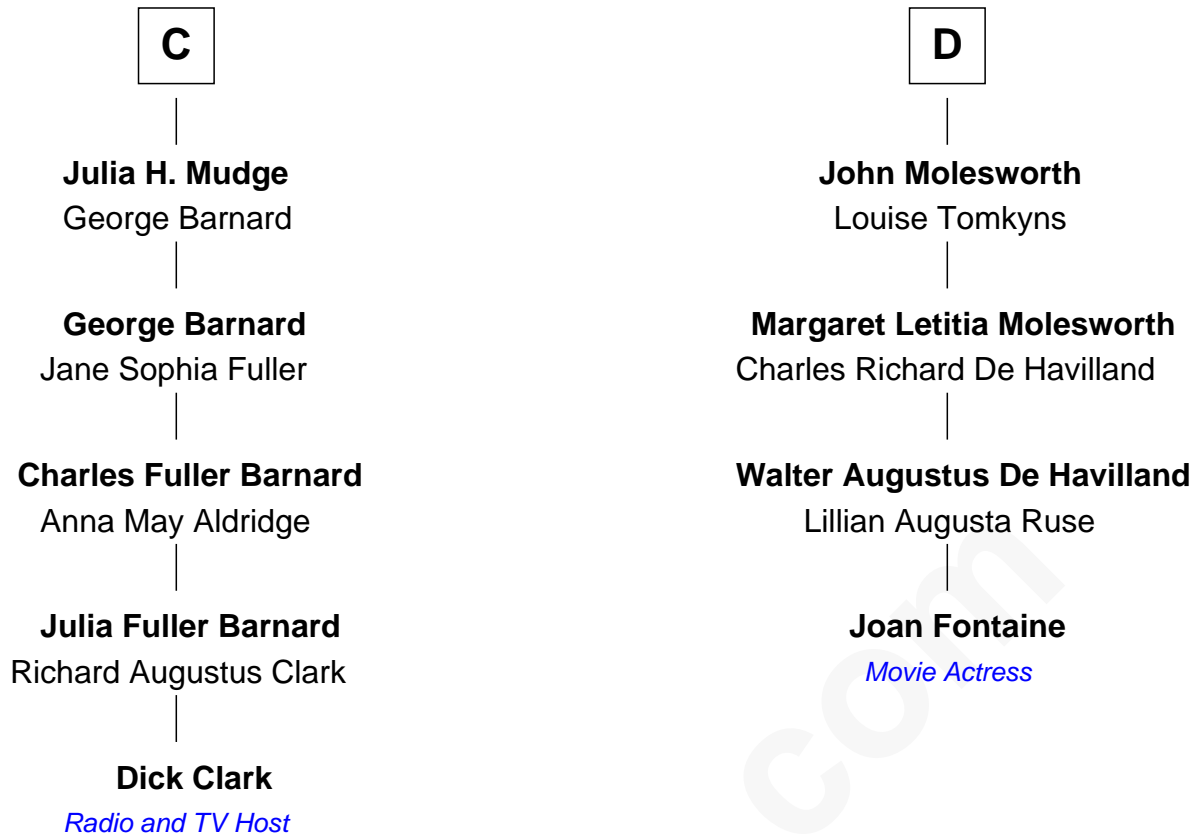 C
Julia H. Mudge
George Barnard
George Barnard
Jane Sophia Fuller
Charles Fuller Barnard
Anna May Aldridge
Julia Fuller Barnard
Richard Augustus Clark
Dick Clark
Radio and TV Host
D
John Molesworth
Louise Tomkyns
Margaret Letitia Molesworth
Charles Richard De Havilland
Walter Augustus De Havilland
Lillian Augusta Ruse
Joan Fontaine
Movie Actress
com